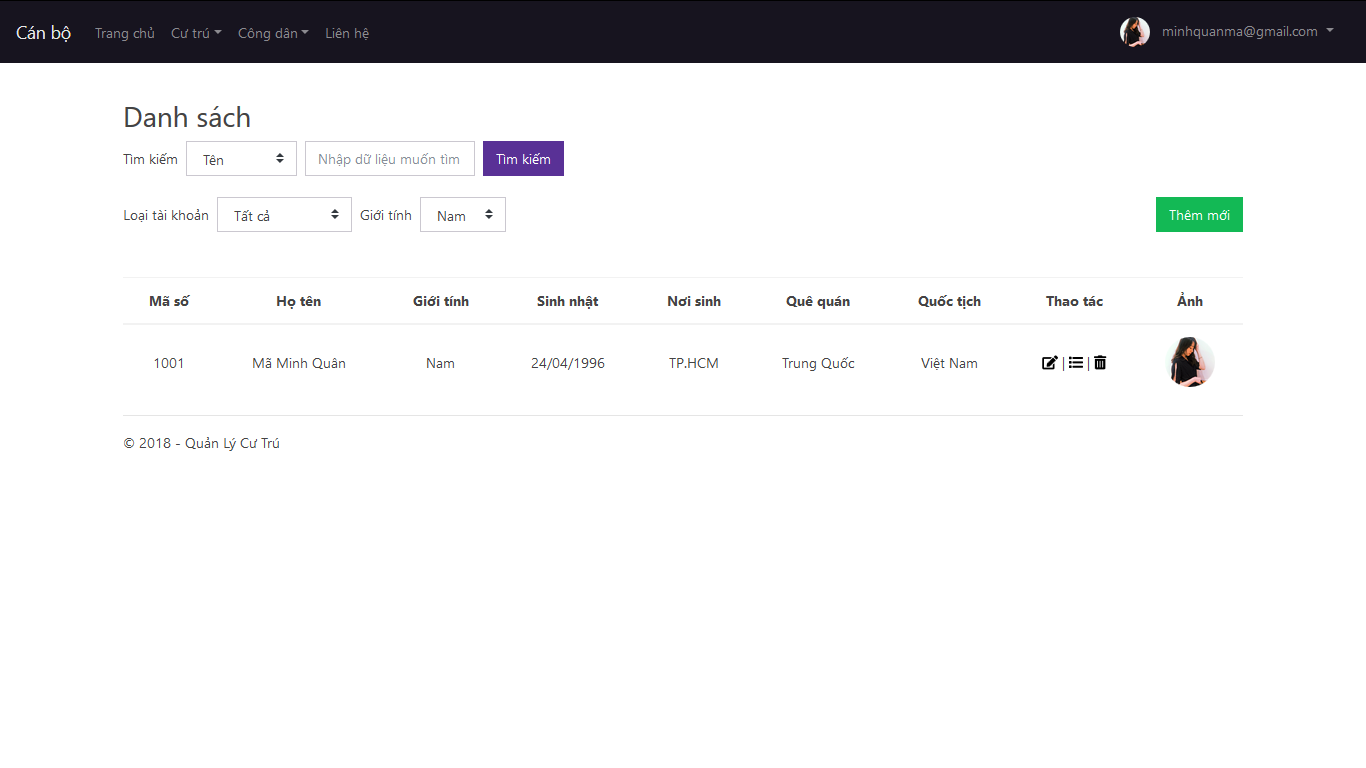 Cán bộ Trang chủ Cư trú Công dân Liên hệ minhquanma@gmail.com
Danh sách
Tìm kiếm Tên Nhập dữ liệu muốn tìm Tìm kiếm
Loại tài khoản Tất cả Giới tính Nam Thêm mới
Mã số Họ tên Giới tính Sinh nhật Nơi sinh Quê quán Quốc tịch Thao tác Ảnh
1001 Mã Minh Quân Nam 24/04/1996 TP.HCM Trung Quốc Việt Nam | |
© 2018 - Quản Lý Cư Trú